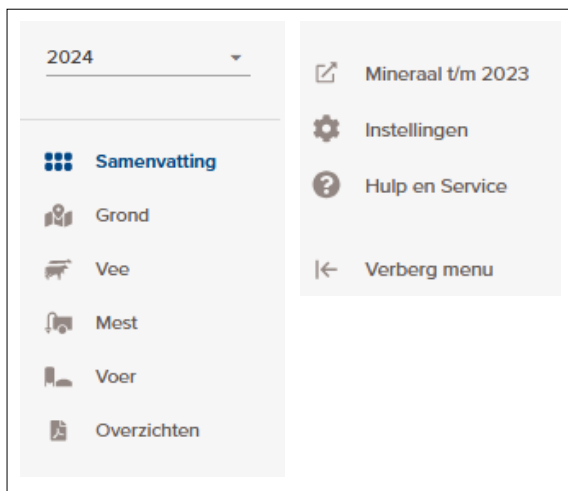 2024
Samenvatting
Grond
Vee
Mest
Voer
Overzichten
Mineraal t/m 2023
Instellingen
Hulp en Service
Verberg menu